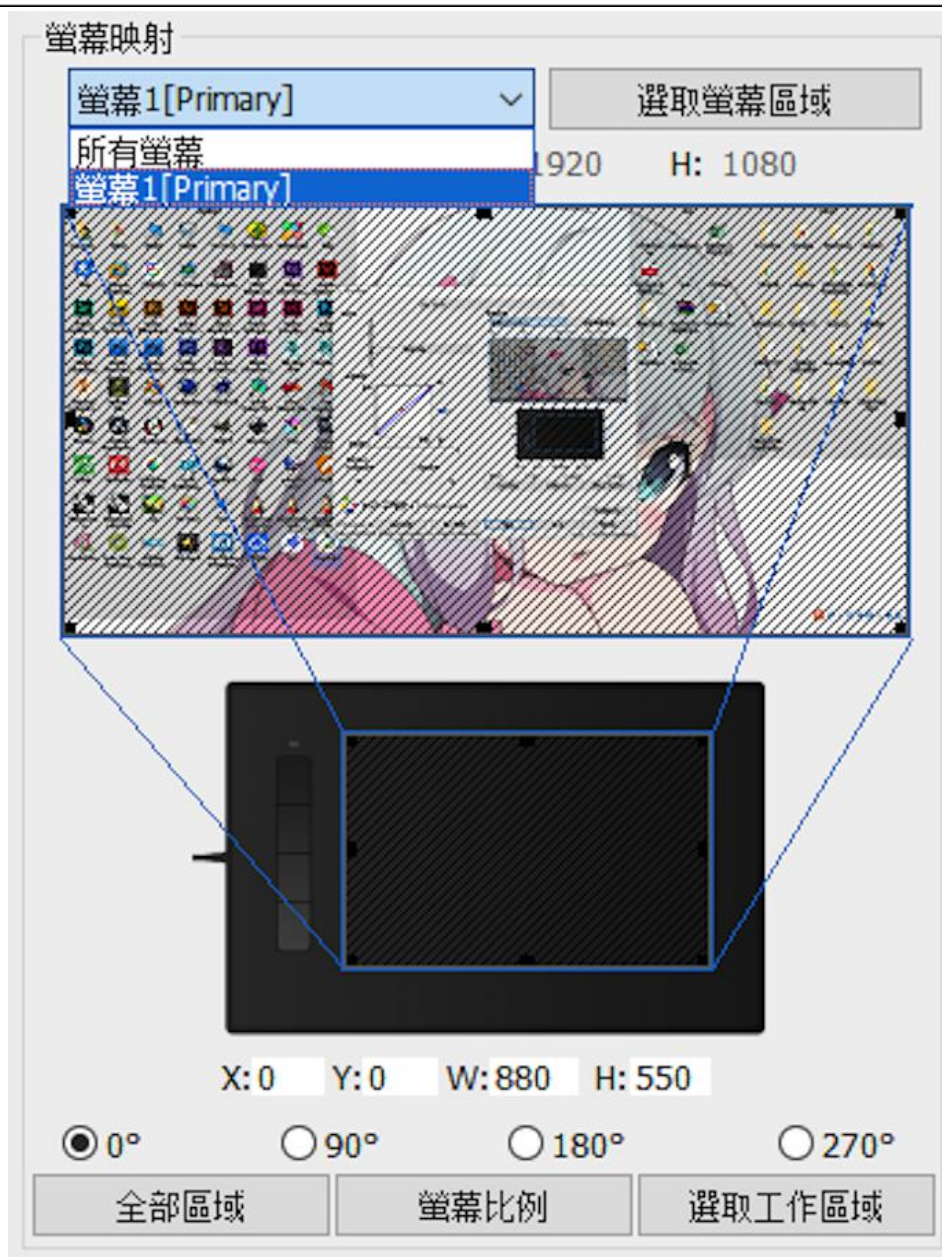 螢幕映射
螢幕1[Primary] 選取螢幕區域
所有螢幕
1920 H: 1080
螢幕1[Primary]
X: 0 Y: 0 W: 880 H: 550
0° 90° 180° 270°
全部區域 螢幕比例 選取工作區域